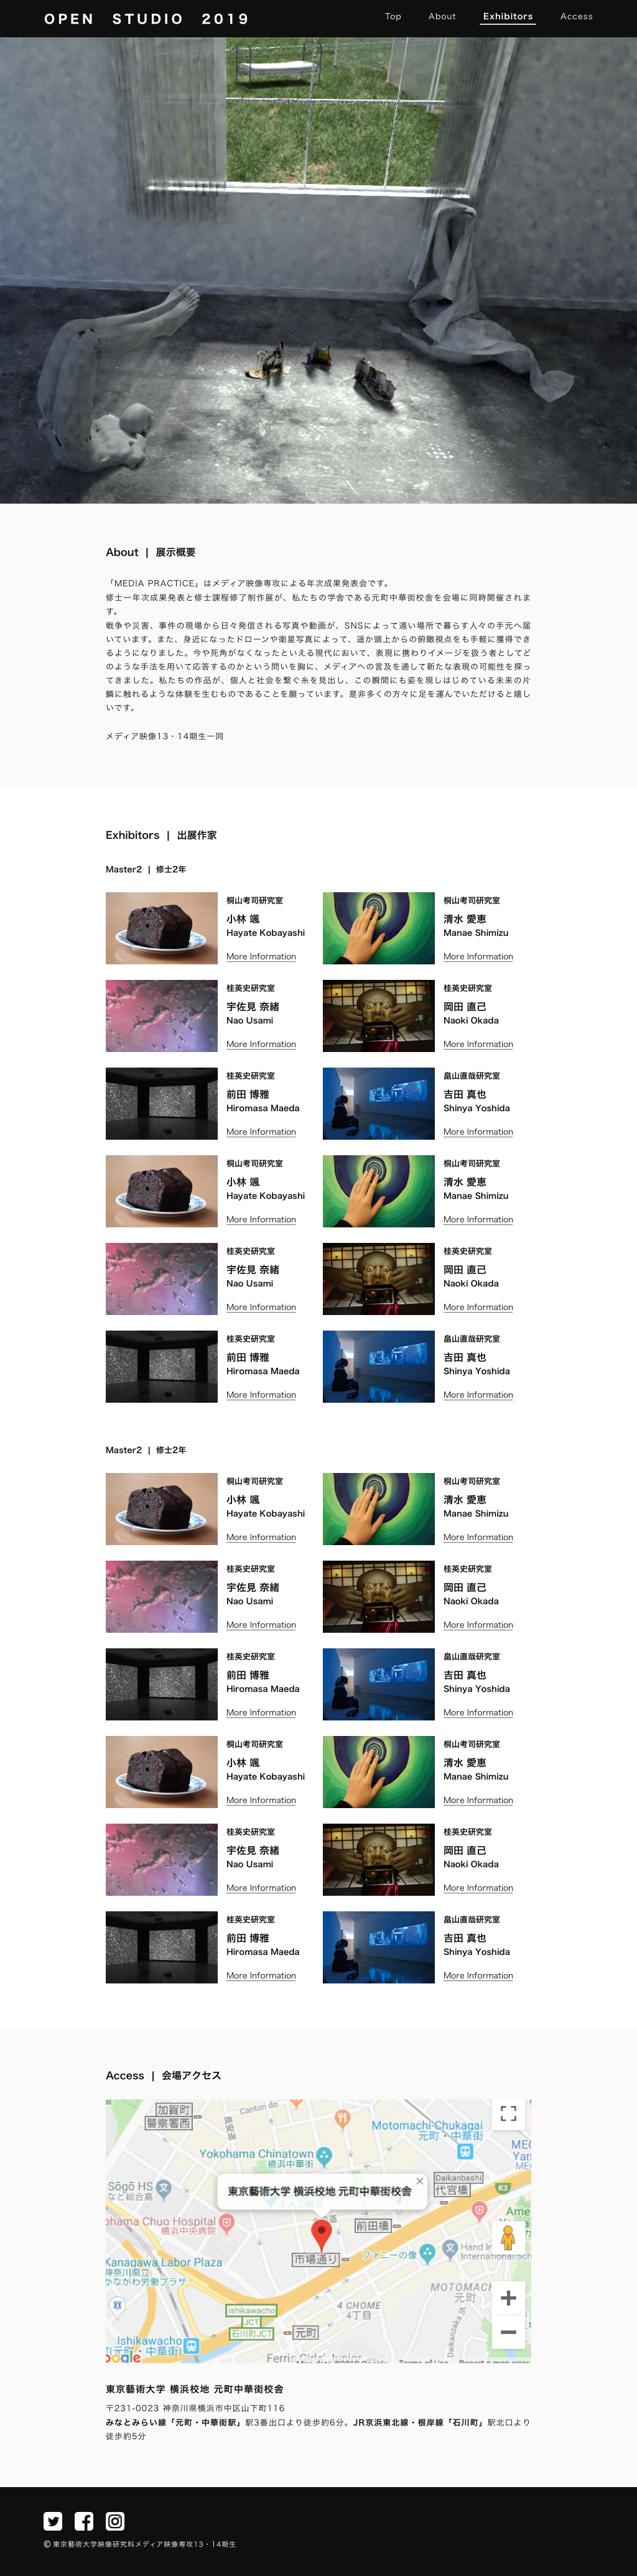 OPEN STUDIO 2019
Top About Exhibitors Access
About | 展示概要
「MEDIA PRACTICE」はメディア映像専攻による年次成果発表会です。
修士一年次成果発表と修士課程修了制作展が、私たちの学舎である元町中華街校舎を会場に同時開催されま
す。
戦争や災害、事件の現場から日々発信される写真や動画が、SNSによって遠い場所で暮らす人々の手元へ届
いています。また、身近になったドローンや衛星写真によって、遥か頭上からの俯瞰視点をも手軽に獲得でき
るようになりました。今や死角がなくなったといえる現代において、表現に携わりイメージを扱う者としてど
のような手法を用いて応答するのかという問いを胸に、メディアへの言及を通して新たな表現の可能性を探っ
てきました。私たちの作品が、個人と社会を繋ぐ糸を見出し、この瞬間にも姿を現しはじめている未来の片
鱗に触れるような体験を生むものであることを願っています。是非多くの方々に足を運んでいただけると嬉し
いです。
メディア映像13・14期生一同
Exhibitors | 出展作家
Master2 | 修士2年
桐山考司研究室
小林 颯
Hayate Kobayashi
More Information
桐山考司研究室
清水 愛恵
Manae Shimizu
More Information
桂英史研究室
宇佐見 奈緒
Nao Usami
More Information
桂英史研究室
岡田 直己
Naoki Okada
More Information
桂英史研究室
前田 博雅
Hiromasa Maeda
More Information
畠山直哉研究室
吉田 真也
Shinya Yoshida
More Information
桐山考司研究室
小林 颯
Hayate Kobayashi
More Information
桐山考司研究室
清水 愛恵
Manae Shimizu
More Information
桂英史研究室
宇佐見 奈緒
Nao Usami
More Information
桂英史研究室
岡田 直己
Naoki Okada
More Information
桂英史研究室
前田 博雅
Hiromasa Maeda
More Information
畠山直哉研究室
吉田 真也
Shinya Yoshida
More Information
Master2 | 修士2年
桐山考司研究室
小林 颯
Hayate Kobayashi
More Information
桐山考司研究室
清水 愛恵
Manae Shimizu
More Information
桂英史研究室
宇佐見 奈緒
Nao Usami
More Information
桂英史研究室
岡田 直己
Naoki Okada
More Information
桂英史研究室
前田 博雅
Hiromasa Maeda
More Information
畠山直哉研究室
吉田 真也
Shinya Yoshida
More Information
桐山考司研究室
小林 颯
Hayate Kobayashi
More Information
桐山考司研究室
清水 愛恵
Manae Shimizu
More Information
桂英史研究室
宇佐見 奈緒
Nao Usami
More Information
桂英史研究室
岡田 直己
Naoki Okada
More Information
桂英史研究室
前田 博雅
Hiromasa Maeda
More Information
畠山直哉研究室
吉田 真也
Shinya Yoshida
More Information
Access | 会場アクセス
加賀町
警察署西
Canton do
長安道
Motomachi-Chukagai
元町・中華街
Yokohama Chinatown
横浜中華街
Sōgō HS
など総合高
Daikanbashi
代官橋
K3
東京藝術大学 横浜校地 元町中華街校舎
Chuo Hospital
横浜中央病院
前田橋
市場通り
ファニーの像
Kanagawa Labor Plaza
かながわ労働プラザ
4 CHOME
4丁目
Ishikawacho
JCT
石川町JCT
元町
Ishikawacho
(元町・中華街)
Ferris Girls' Junior
Daikanzaka St
Terms of Use
Report a map error
東京藝術大学 横浜校地 元町中華街校舎
〒231-0023 神奈川県横浜市中区山下町116
みなとみらい線「元町・中華街駅」駅3番出口より徒歩約6分。JR京浜東北線・根岸線「石川町」駅北口より
徒歩約5分
© 東京藝術大学映像研究科メディア映像専攻13・14期生